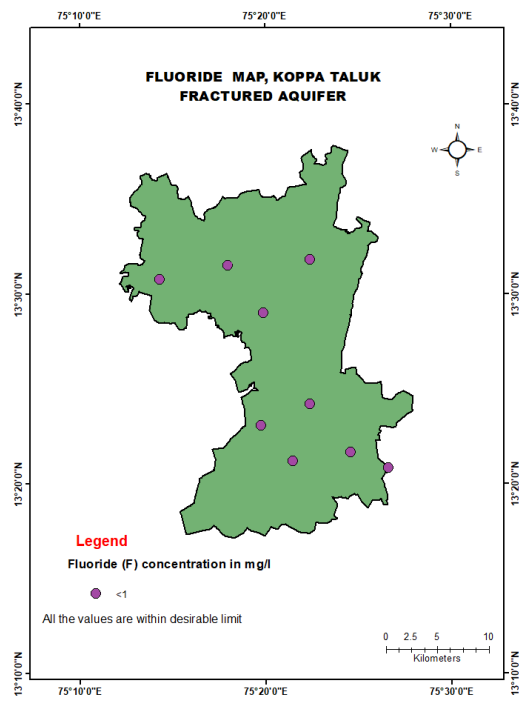 75°10'0"E 75°20'0"E 75°30'0"E
FLUORIDE MAP, KOPPA TALUK
FRACTURED AQUIFER
13°40'0"N 13°40'0"N
N
W E
S
13°30'0"N 13°30'0"N
13°20'0"N 13°20'0"N
Legend
Fluoride (F) concentration in mg/l
<1
All the values are within desirable limit
0 2.5 5 10
Kilometers
13°10'0"N 13°10'0"N
75°10'0"E 75°20'0"E 75°30'0"E